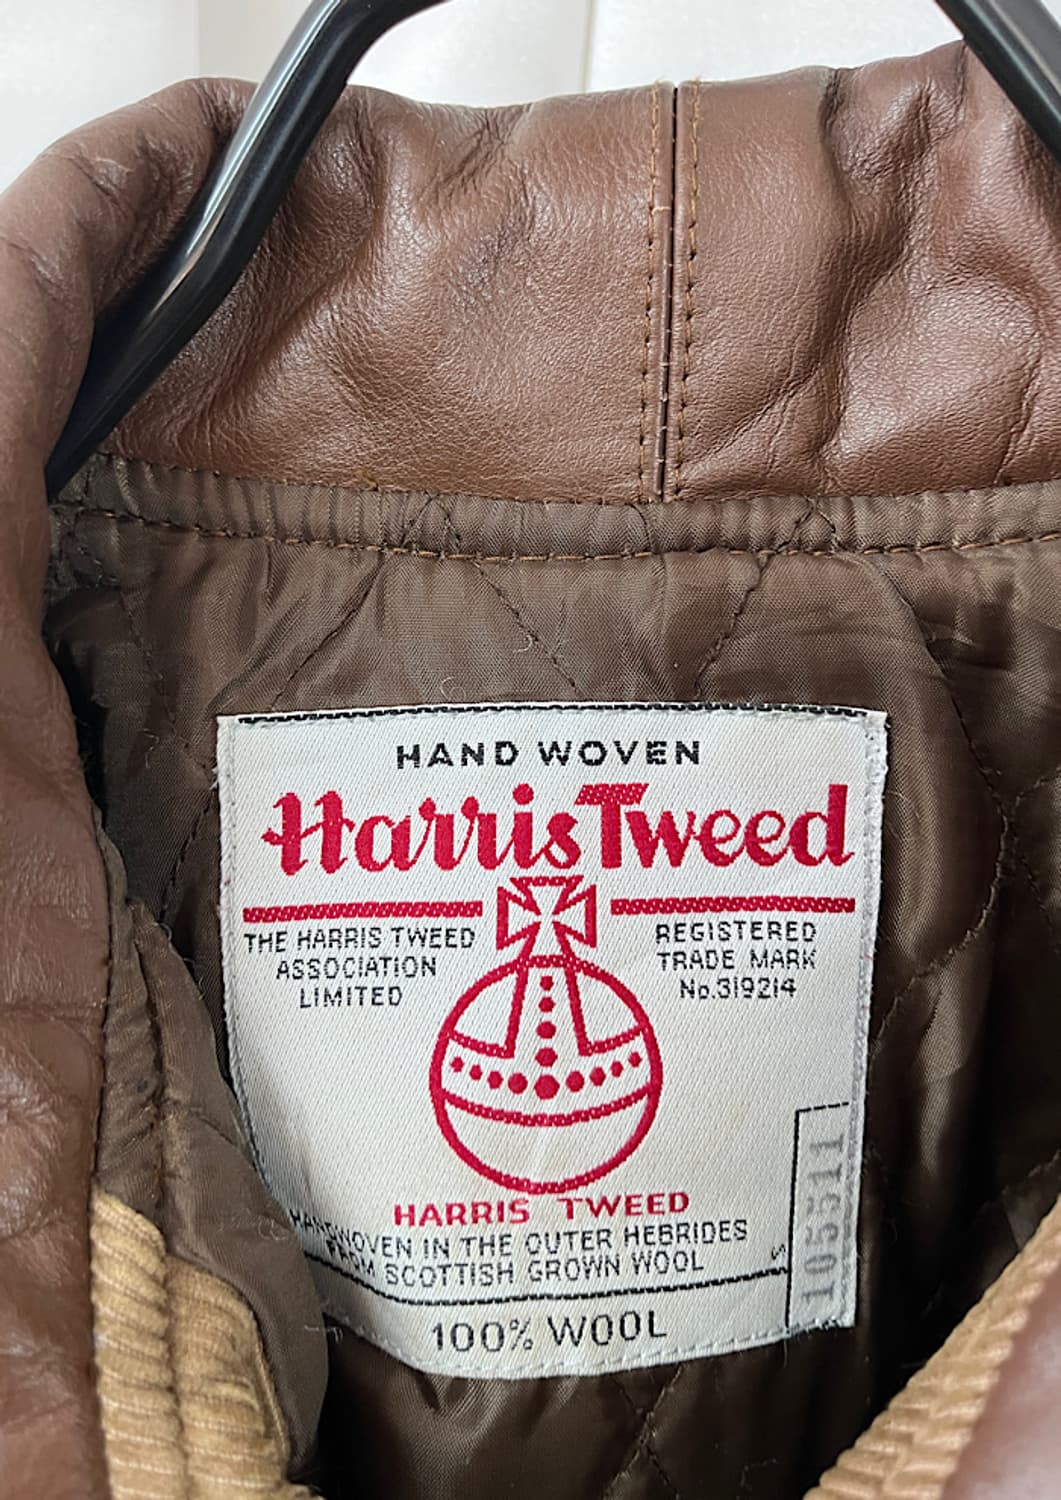 HAND WOVEN
Harris Tweed
THE HARRIS TWEED
ASSOCIATION
LIMITED
REGISTERED
TRADE MARK
No.319214
HARRIS TWEED
HANDWOVEN IN THE OUTER HEBRIDES
FROM SCOTTISH GROWN WOOL
S
105511
100% WOOL